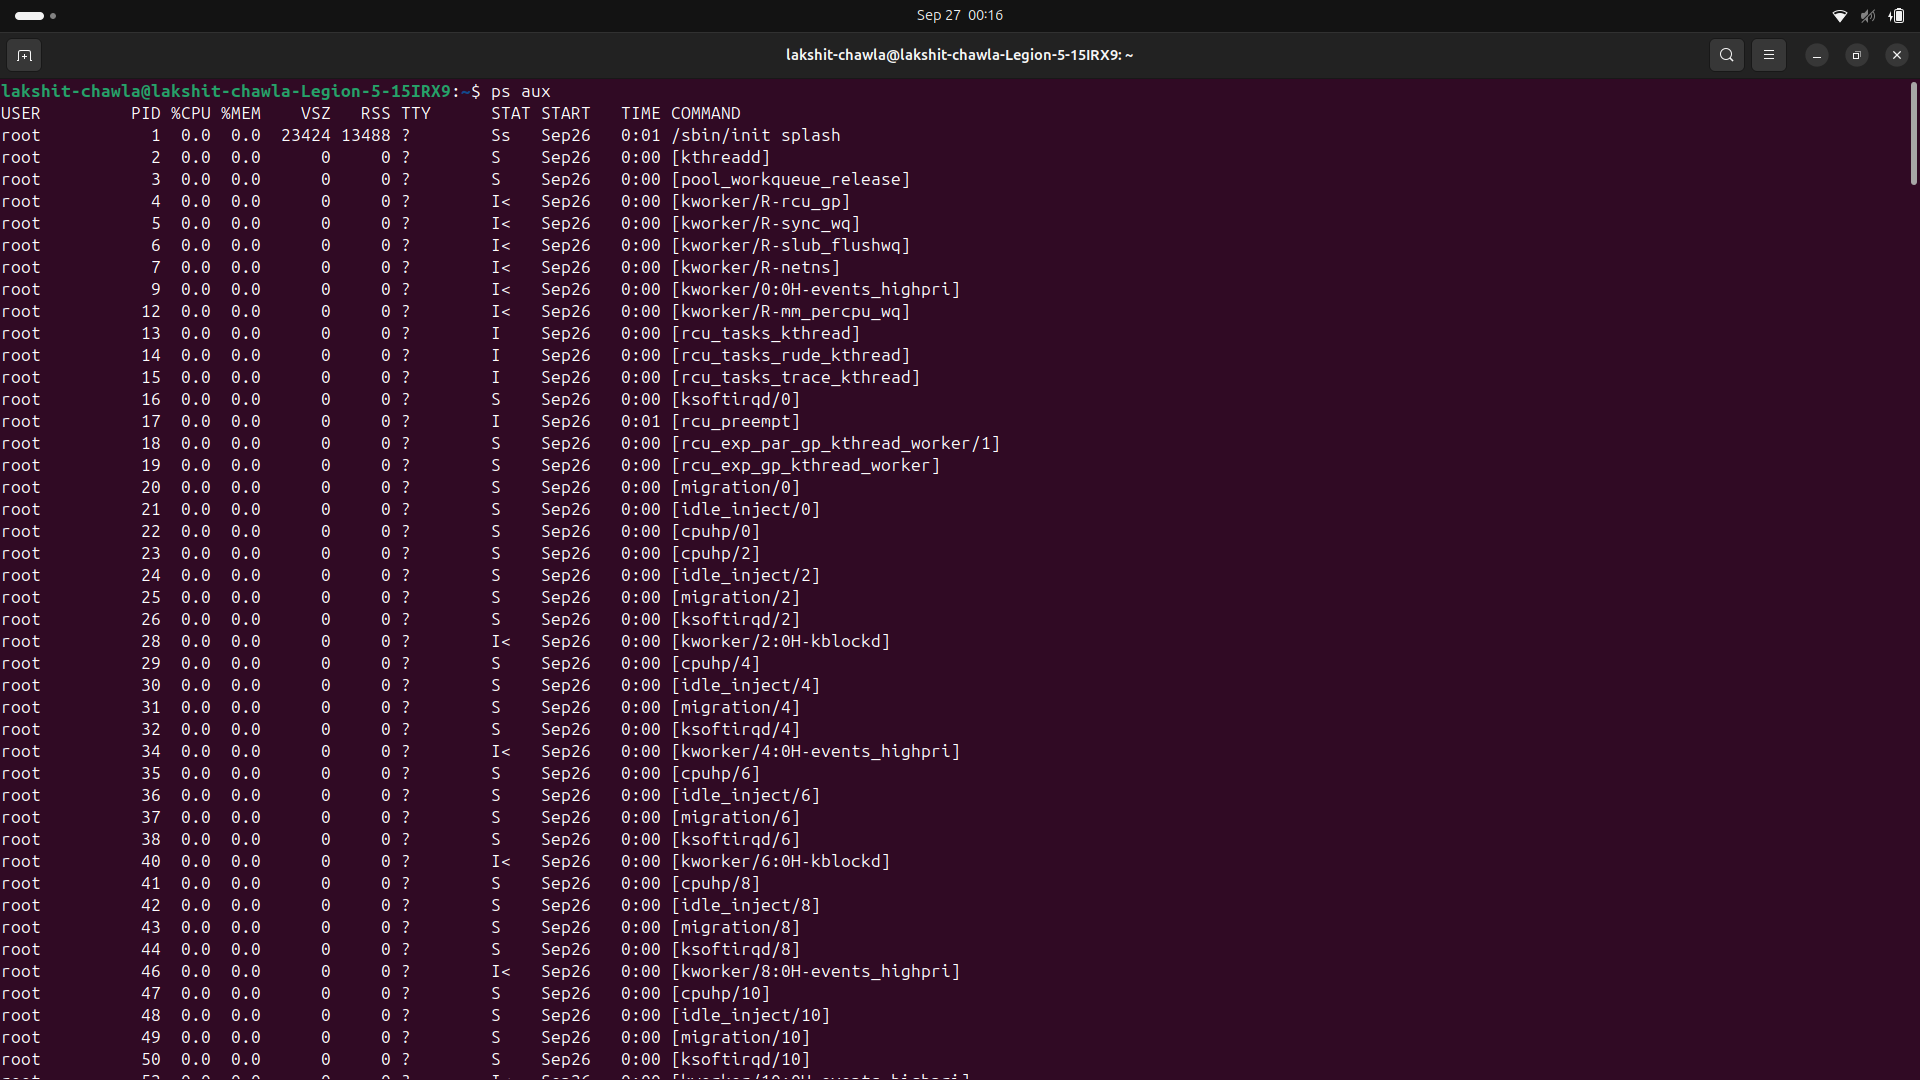 Sep 27 00:16
lakshit-chawla@lakshit-chawla-Legion-5-15IRX9: ~
lakshit-chawla@lakshit-chawla-Legion-5-15IRX9:~$ ps aux
USER         PID %CPU %MEM    VSZ   RSS TTY      STAT START   TIME COMMAND
root           1  0.0  0.0  23424 13488 ?        Ss   Sep26   0:01 /sbin/init splash
root           2  0.0  0.0      0     0 ?        S    Sep26   0:00 [kthreadd]
root           3  0.0  0.0      0     0 ?        S    Sep26   0:00 [pool_workqueue_release]
root           4  0.0  0.0      0     0 ?        I<   Sep26   0:00 [kworker/R-rcu_gp]
root           5  0.0  0.0      0     0 ?        I<   Sep26   0:00 [kworker/R-sync_wq]
root           6  0.0  0.0      0     0 ?        I<   Sep26   0:00 [kworker/R-slub_flushwq]
root           7  0.0  0.0      0     0 ?        I<   Sep26   0:00 [kworker/R-netns]
root           9  0.0  0.0      0     0 ?        I<   Sep26   0:00 [kworker/0:0H-events_highpri]
root          12  0.0  0.0      0     0 ?        I<   Sep26   0:00 [kworker/R-mm_percpu_wq]
root          13  0.0  0.0      0     0 ?        I    Sep26   0:00 [rcu_tasks_kthread]
root          14  0.0  0.0      0     0 ?        I    Sep26   0:00 [rcu_tasks_rude_kthread]
root          15  0.0  0.0      0     0 ?        I    Sep26   0:00 [rcu_tasks_trace_kthread]
root          16  0.0  0.0      0     0 ?        S    Sep26   0:00 [ksoftirqd/0]
root          17  0.0  0.0      0     0 ?        I    Sep26   0:01 [rcu_preempt]
root          18  0.0  0.0      0     0 ?        S    Sep26   0:00 [rcu_exp_par_gp_kthread_worker/1]
root          19  0.0  0.0      0     0 ?        S    Sep26   0:00 [rcu_exp_gp_kthread_worker]
root          20  0.0  0.0      0     0 ?        S    Sep26   0:00 [migration/0]
root          21  0.0  0.0      0     0 ?        S    Sep26   0:00 [idle_inject/0]
root          22  0.0  0.0      0     0 ?        S    Sep26   0:00 [cpuhp/0]
root          23  0.0  0.0      0     0 ?        S    Sep26   0:00 [cpuhp/2]
root          24  0.0  0.0      0     0 ?        S    Sep26   0:00 [idle_inject/2]
root          25  0.0  0.0      0     0 ?        S    Sep26   0:00 [migration/2]
root          26  0.0  0.0      0     0 ?        S    Sep26   0:00 [ksoftirqd/2]
root          28  0.0  0.0      0     0 ?        I<   Sep26   0:00 [kworker/2:0H-kblockd]
root          29  0.0  0.0      0     0 ?        S    Sep26   0:00 [cpuhp/4]
root          30  0.0  0.0      0     0 ?        S    Sep26   0:00 [idle_inject/4]
root          31  0.0  0.0      0     0 ?        S    Sep26   0:00 [migration/4]
root          32  0.0  0.0      0     0 ?        S    Sep26   0:00 [ksoftirqd/4]
root          34  0.0  0.0      0     0 ?        I<   Sep26   0:00 [kworker/4:0H-events_highpri]
root          35  0.0  0.0      0     0 ?        S    Sep26   0:00 [cpuhp/6]
root          36  0.0  0.0      0     0 ?        S    Sep26   0:00 [idle_inject/6]
root          37  0.0  0.0      0     0 ?        S    Sep26   0:00 [migration/6]
root          38  0.0  0.0      0     0 ?        S    Sep26   0:00 [ksoftirqd/6]
root          40  0.0  0.0      0     0 ?        I<   Sep26   0:00 [kworker/6:0H-kblockd]
root          41  0.0  0.0      0     0 ?        S    Sep26   0:00 [cpuhp/8]
root          42  0.0  0.0      0     0 ?        S    Sep26   0:00 [idle_inject/8]
root          43  0.0  0.0      0     0 ?        S    Sep26   0:00 [migration/8]
root          44  0.0  0.0      0     0 ?        S    Sep26   0:00 [ksoftirqd/8]
root          46  0.0  0.0      0     0 ?        I<   Sep26   0:00 [kworker/8:0H-events_highpri]
root          47  0.0  0.0      0     0 ?        S    Sep26   0:00 [cpuhp/10]
root          48  0.0  0.0      0     0 ?        S    Sep26   0:00 [idle_inject/10]
root          49  0.0  0.0      0     0 ?        S    Sep26   0:00 [migration/10]
root          50  0.0  0.0      0     0 ?        S    Sep26   0:00 [ksoftirqd/10]